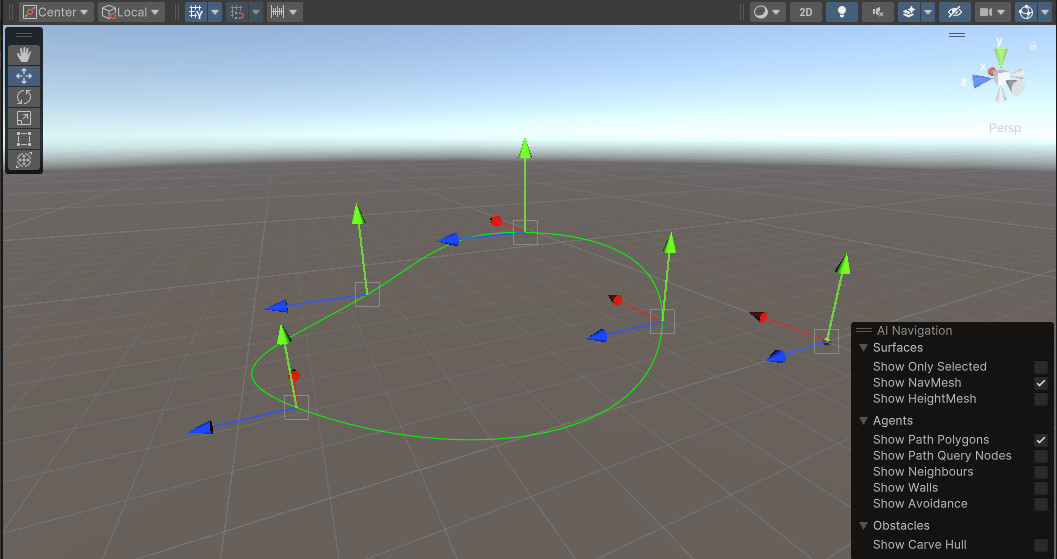 Center
Local
2D
y
x
z
Persp
AI Navigation
Surfaces
Show Only Selected
Show NavMesh
Show HeightMesh
Agents
Show Path Polygons
Show Path Query Nodes
Show Neighbours
Show Walls
Show Avoidance
Obstacles
Show Carve Hull